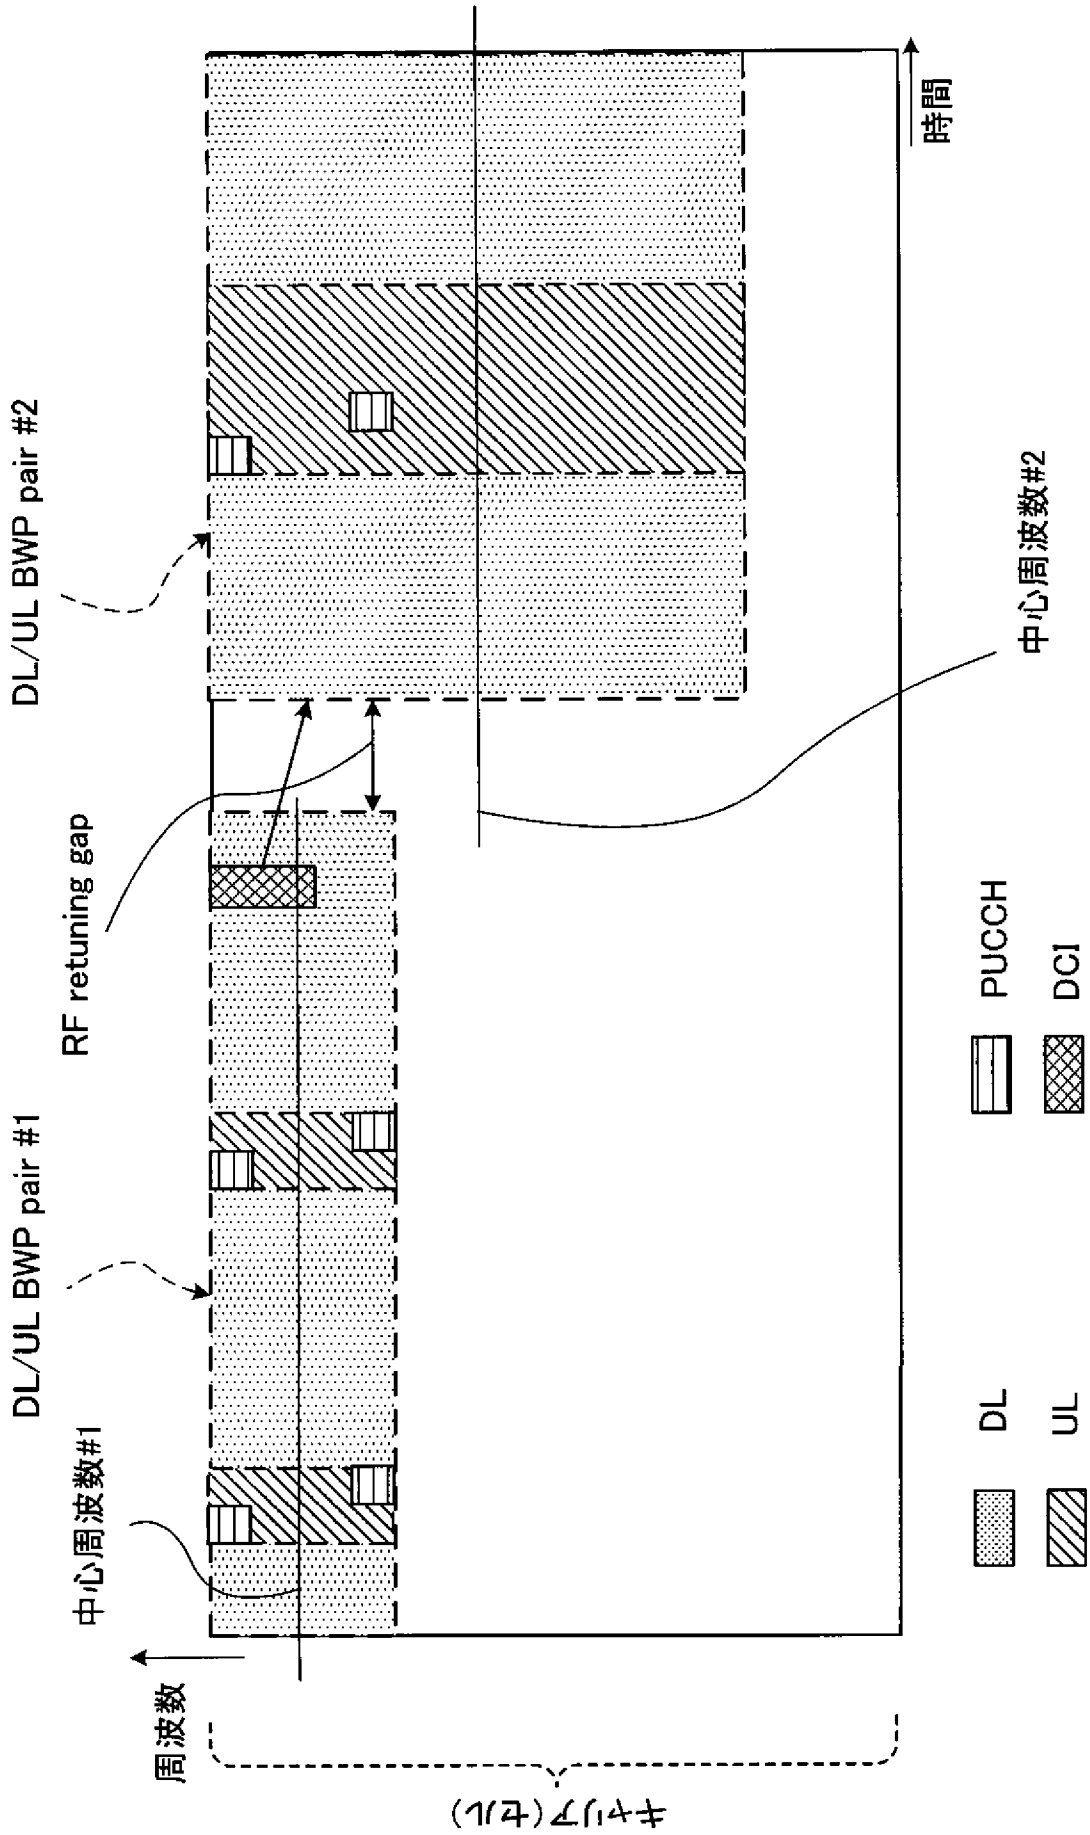 DL/UL BWP pair #1
DL/UL BWP pair #2
中心周波数#1
RF retuning gap
周波数
キャリア(セル)
中心周波数#2
時間
DL
PUCCH
UL
DCI